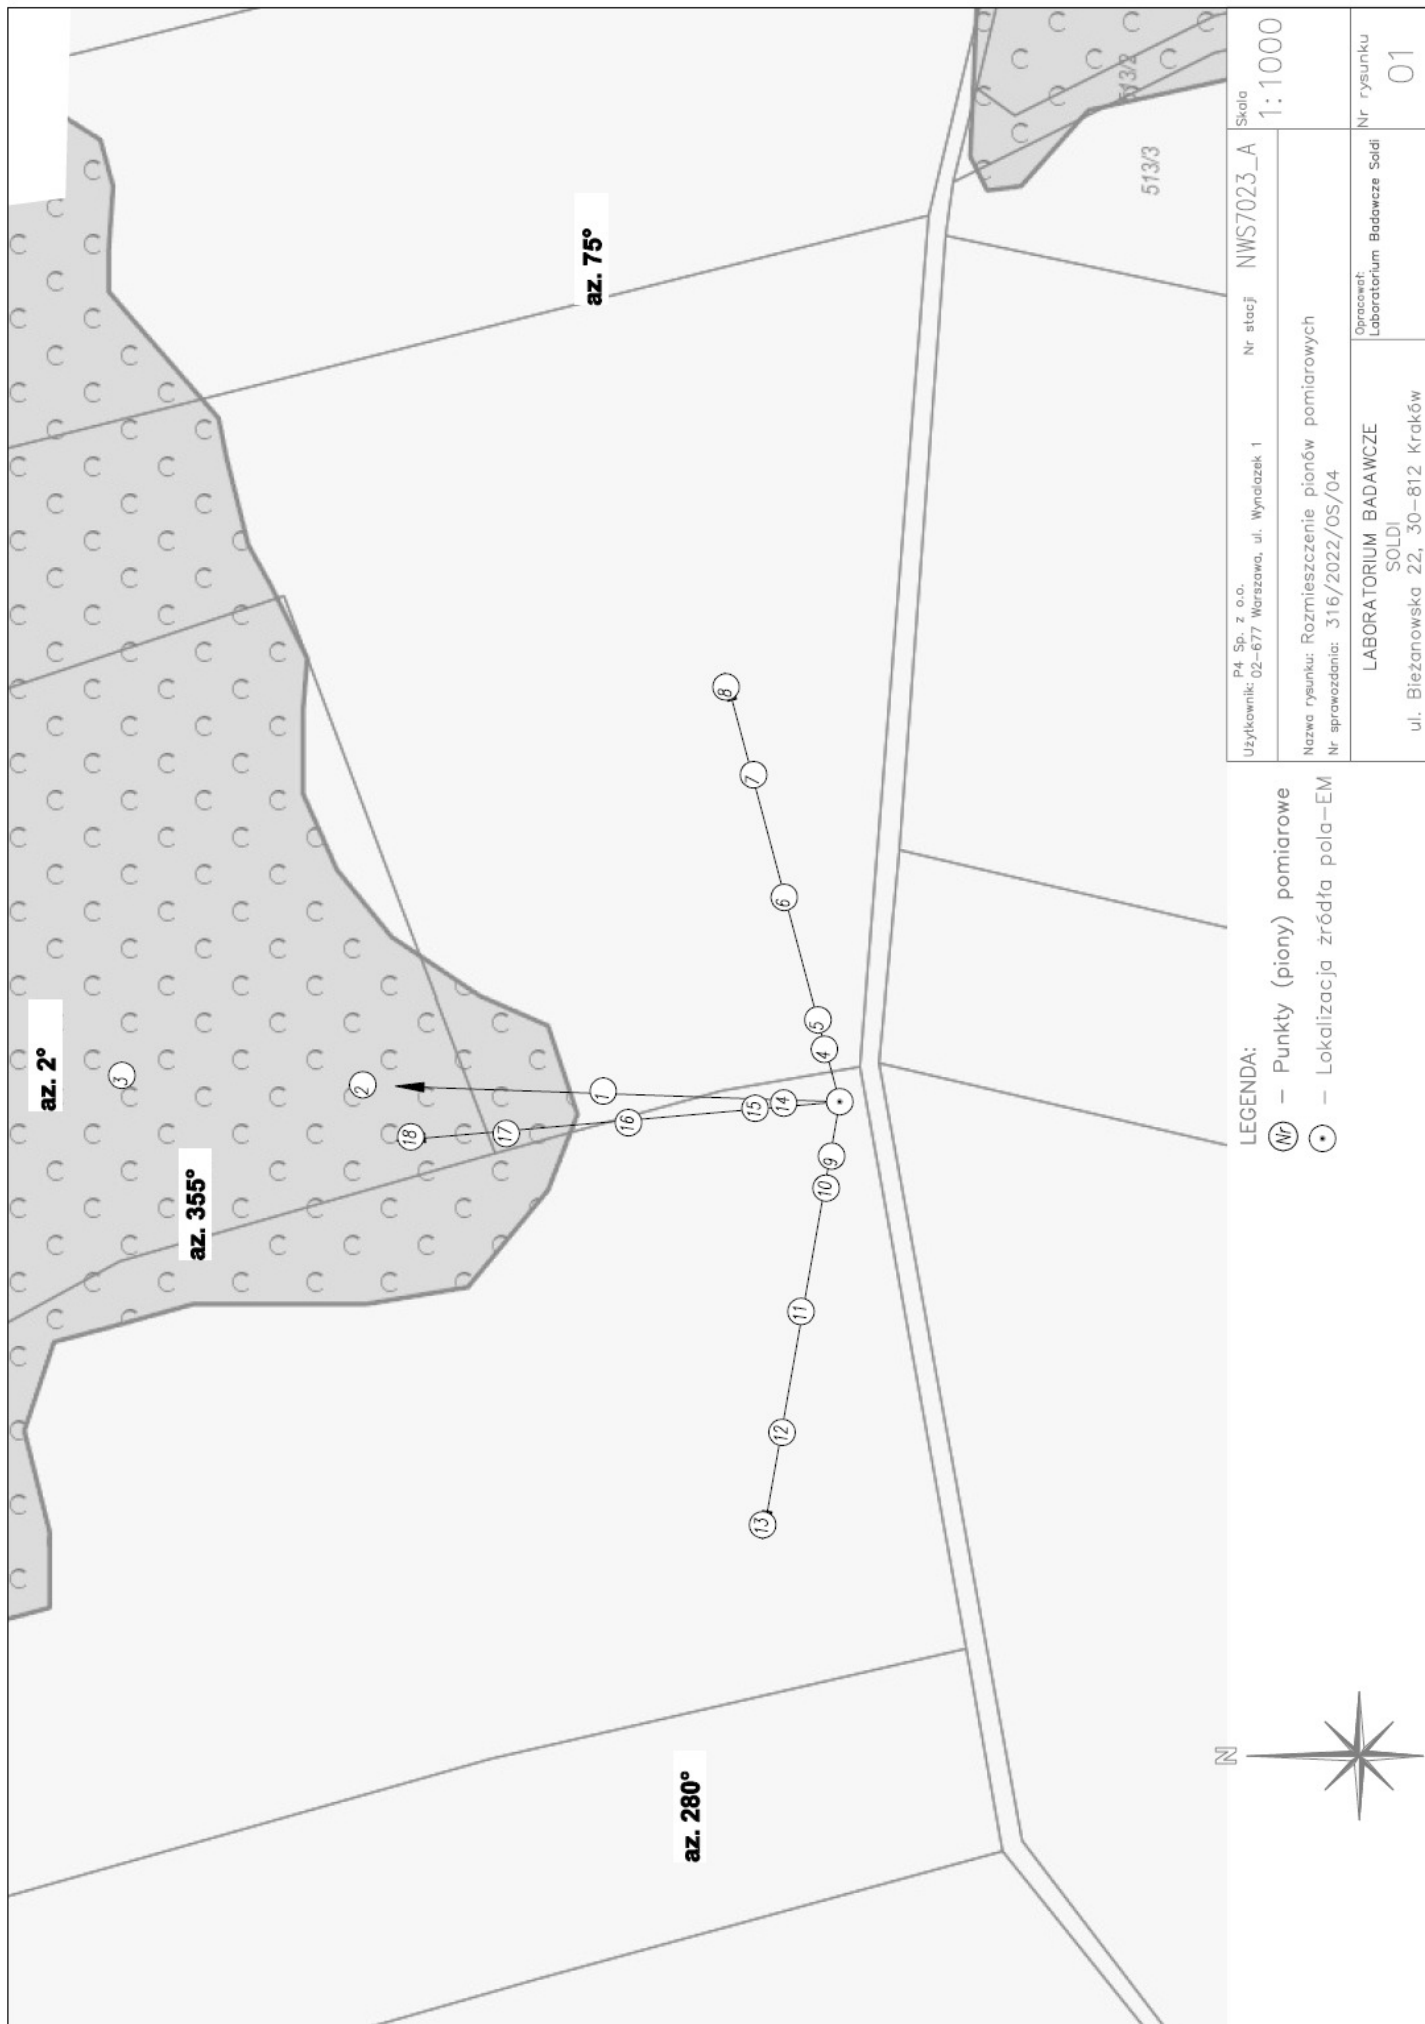 az. 2°
az. 355°
az. 75°
az. 280°
3
2
1
18
17
16
15
14
8
7
6
5
4
9
10
11
12
13
513/2
513/3
N
LEGENDA:
Nr – Punkty (piony) pomiarowe
– Lokalizacja źródła pola–EM
Użytkownik: P4 Sp. z o.o.
02–677 Warszawa, ul. Wynalazek 1
Nr stacji NWS7023_A
Skala
1:1000
Nazwa rysunku: Rozmieszczenie pionów pomiarowych
Nr sprawozdania: 316/2022/OS/04
LABORATORIUM BADAWCZE
SOLDI
ul. Bieżanowska 22, 30–812 Kraków
Opracował:
Laboratorium Badawcze Soldi
Nr rysunku
01